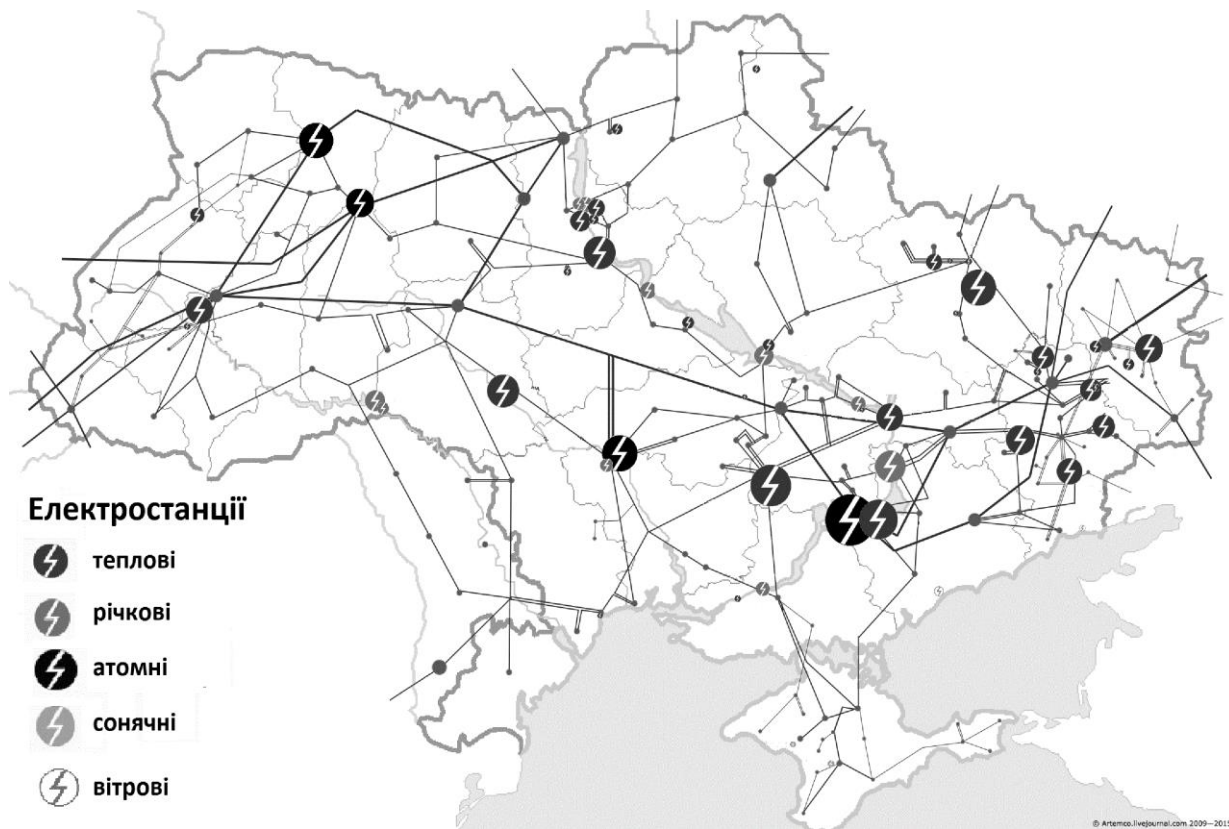 Електростанції
теплові
річкові
атомні
сонячні
вітрові
© Artemco.livejournal.com 2009—2015